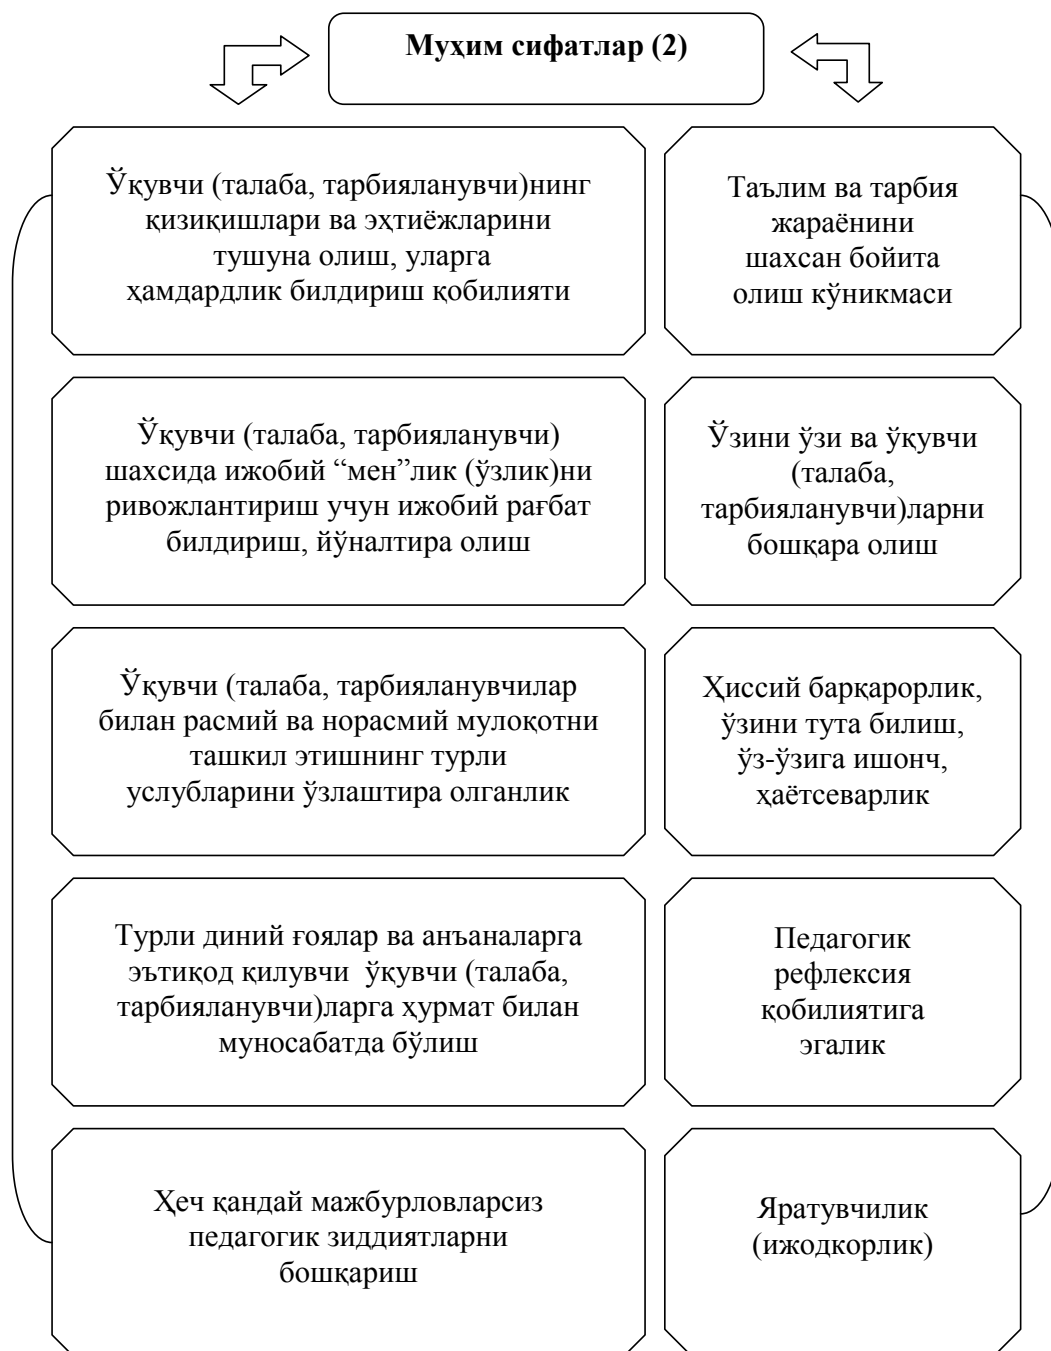 Муҳим сифатлар (2)
Ўқувчи (талаба, тарбияланувчи)нинг
қизиқишлари ва эҳтиёжларини
тушуна олиш, уларга
ҳамдардлик билдириш қобилияти
Таълим ва тарбия
жараёнини
шахсан бойита
олиш кўникмаси
Ўқувчи (талаба, тарбияланувчи)
шахсида ижобий “мен”лик (ўзлик)ни
ривожлантириш учун ижобий рағбат
билдириш, йўналтира олиш
Ўзини ўзи ва ўқувчи
(талаба,
тарбияланувчи)ларни
бошқара олиш
Ўқувчи (талаба, тарбияланувчилар
билан расмий ва норасмий мулоқотни
ташкил этишнинг турли
услубларини ўзлаштира олганлик
Ҳиссий барқарорлик,
ўзини тута билиш,
ўз-ўзига ишонч,
ҳаётсеварлик
Турли диний ғоялар ва анъаналарга
эътиқод қилувчи ўқувчи (талаба,
тарбияланувчи)ларга ҳурмат билан
муносабатда бўлиш
Педагогик
рефлексия
қобилиятига
эгалик
Ҳеч қандай мажбурловларсиз
педагогик зиддиятларни
бошқариш
Яратувчилик
(ижодкорлик)